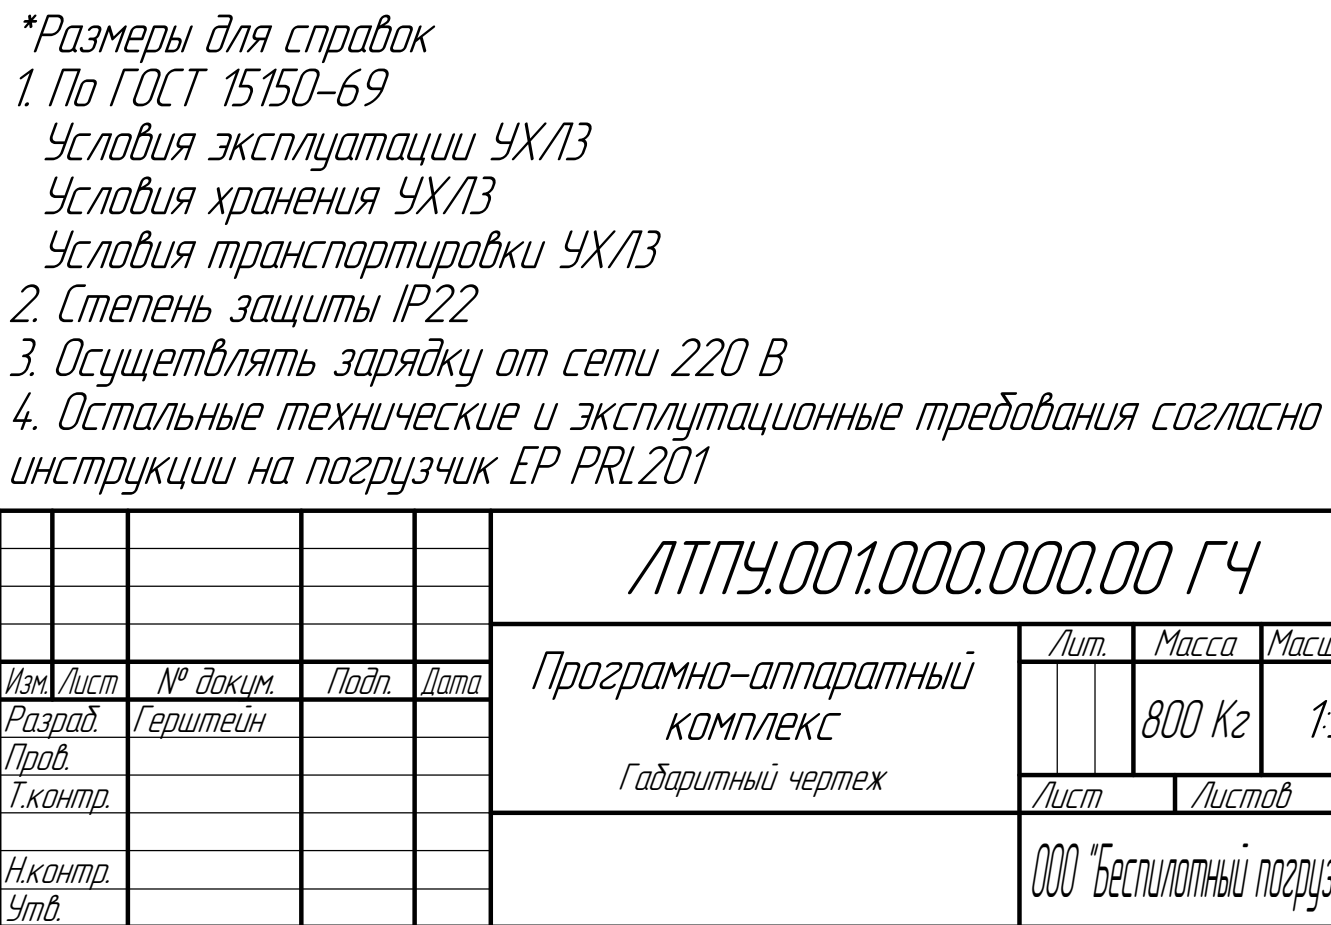 *Размеры для справок
1. По ГОСТ 15150-69
Условия эксплуатации УХЛ3
Условия хранения УХЛ3
Условия транспортировки УХЛ3
2. Степень защиты IP22
3. Осущетвлять зарядку от сети 220 В
4. Остальные технические и эксплутационные требования согласно
инструкции на погрузчик EP PRL201
ЛТПУ.001.000.000.00 ГЧ
Лит. Масса
Програмно-аппаратный
комплекс
Габаритный чертеж
800 Кг
Изм. Лист № докум. Подп. Дата
Разраб. Герштейн
Пров.
Т.контр.
Лист Листов
Н.контр.
Утв.
ООО "Беспилотный